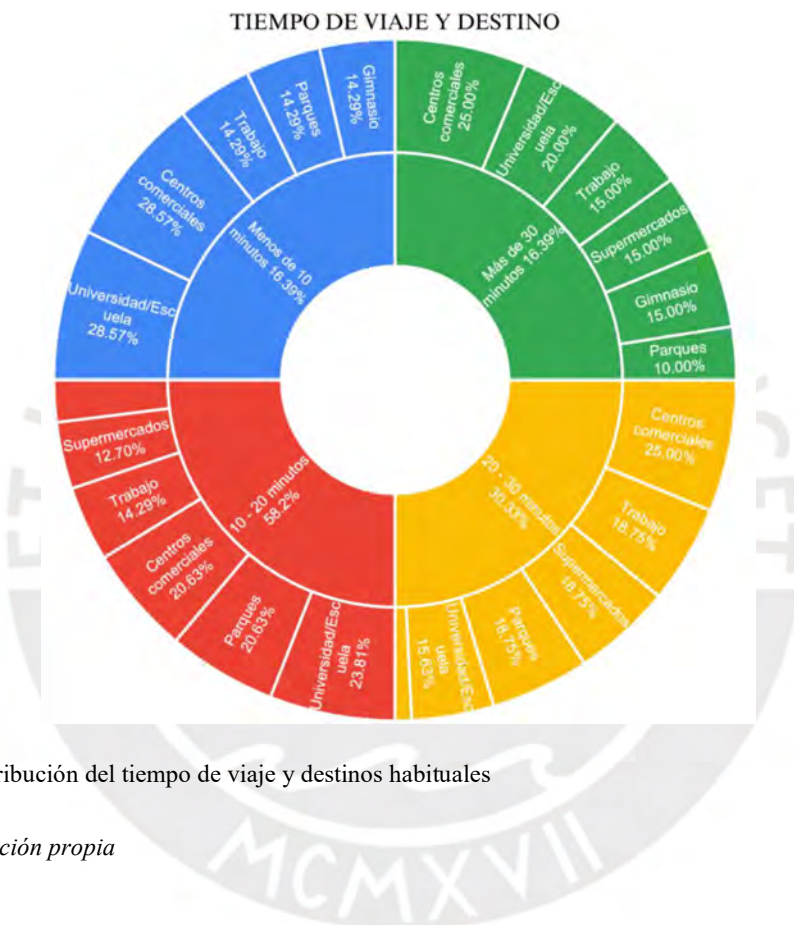 TIEMPO DE VIAJE Y DESTINO
Gimnasio
14.29%
Parques
14.29%
Trabajo
14.29%
Centros
comerciales
28.57%
Universidad/Esc
uela
28.57%
Menos de 10
minutos 16.39%
Centros
comerciales
25.00%
Universidad/Esc
uela
20.00%
Trabajo
15.00%
Supermercados
15.00%
Gimnasio
15.00%
Parques
10.00%
Más de 30
minutos 16.39%
Supermercados
12.70%
Trabajo
14.29%
Centros
comerciales
20.63%
Parques
20.63%
Universidad/Esc
uela
23.81%
10 - 20 minutos
58.2%
Centros
comerciales
25.00%
Trabajo
18.75%
Supermercados
18.75%
Parques
18.75%
Universidad/Esc
uela
15.63%
20 - 30 minutos
ribución del tiempo de viaje y destinos habituales
ción propia
MCMXVII